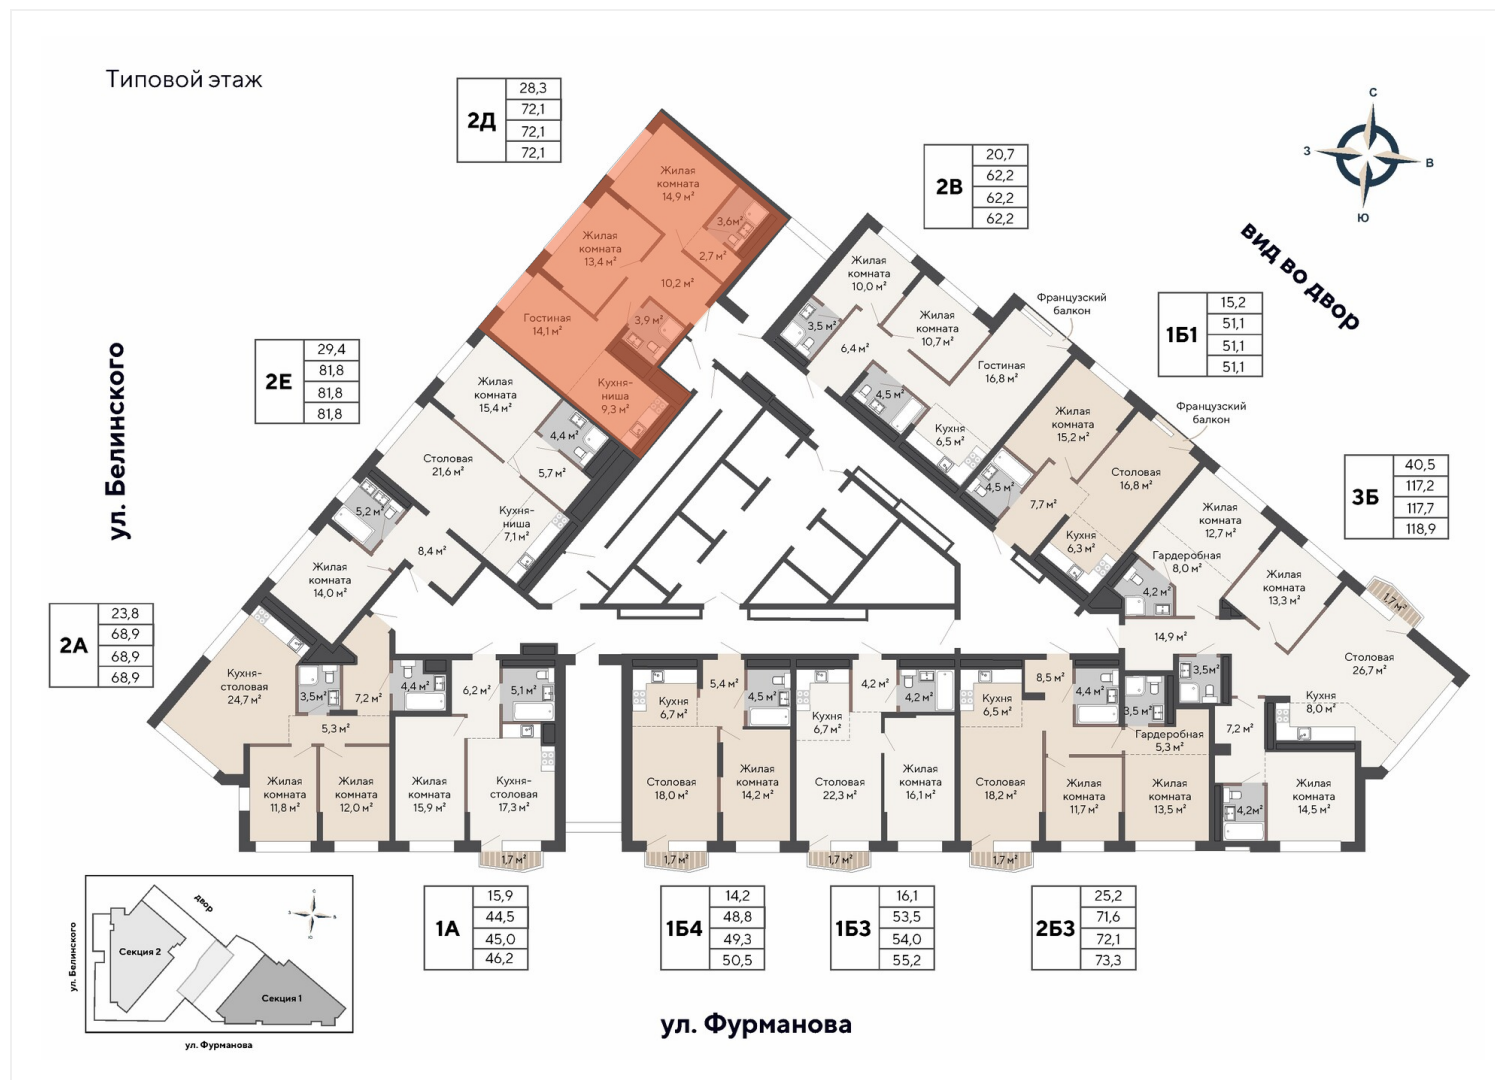 Типовой этаж
2Д
28,3
72,1
72,1
72,1
2В
20,7
62,2
62,2
62,2
С
З
В
Ю
вид во двор
ул. Белинского
2Е
29,4
81,8
81,8
81,8
1Б1
15,2
51,1
51,1
51,1
3Б
40,5
117,2
117,7
118,9
2А
23,8
68,9
68,9
68,9
Жилая
комната
14,9 м²
3,6м²
2,7 м²
Жилая
комната
13,4 м²
10,2 м²
Гостиная
14,1 м²
3,9 м²
Кухня-
ниша
9,3 м²
Жилая
комната
15,4 м²
4,4 м²
5,7 м²
Столовая
21,6 м²
Кухня-
ниша
7,1 м²
5,2 м²
8,4 м²
Жилая
комната
14,0 м²
Жилая
комната
10,0 м²
3,5 м²
6,4 м²
Жилая
комната
10,7 м²
Французский
балкон
Гостиная
16,8 м²
4,5 м²
Кухня
6,5 м²
Жилая
комната
15,2 м²
Французский
балкон
Столовая
16,8 м²
4,5 м²
7,7 м²
Кухня
6,3 м²
Жилая
комната
12,7 м²
Гардеробная
8,0 м²
4,2 м²
Жилая
комната
13,3 м²
1,7 м²
14,9 м²
Столовая
26,7 м²
3,5м²
Кухня
8,0 м²
7,2 м²
4,2м²
Жилая
комната
14,5 м²
Кухня-
столовая
24,7 м²
3,5м²
7,2 м²
5,3 м²
Жилая
комната
11,8 м²
Жилая
комната
12,0 м²
4,4 м²
6,2 м²
5,1 м²
Жилая
комната
15,9 м²
Кухня-
столовая
17,3 м²
1,7 м²
Кухня
6,7 м²
5,4 м²
4,5 м²
Столовая
18,0 м²
Жилая
комната
14,2 м²
1,7 м²
4,2 м²
4,2 м²
Кухня
6,7 м²
Столовая
22,3 м²
Жилая
комната
16,1 м²
1,7 м²
Кухня
6,5 м²
8,5 м²
4,4 м²
3,5 м²
Гардеробная
5,3 м²
Столовая
18,2 м²
Жилая
комната
11,7 м²
Жилая
комната
13,5 м²
1,7 м²
1А
15,9
44,5
45,0
46,2
1Б4
14,2
48,8
49,3
50,5
1Б3
16,1
53,5
54,0
55,2
2Б3
25,2
71,6
72,1
73,3
ул. Фурманова
двор
С
З
В
Ю
Секция 2
Секция 1
ул. Белинского
ул. Фурманова